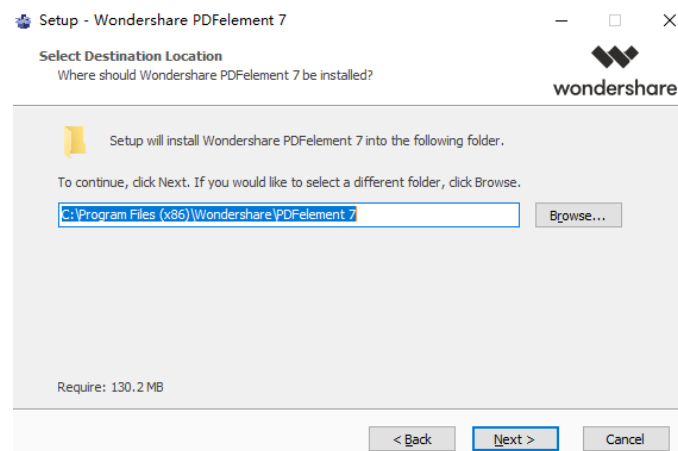 Setup - Wondershare PDFelement 7
Select Destination Location
Where should Wondershare PDFelement 7 be installed?
wondershare
Setup will install Wondershare PDFelement 7 into the following folder.
To continue, click Next. If you would like to select a different folder, click Browse.
C:\Program Files (x86)\Wondershare\PDFelement 7
Browse...
Require: 130.2 MB
< Back
Next >
Cancel